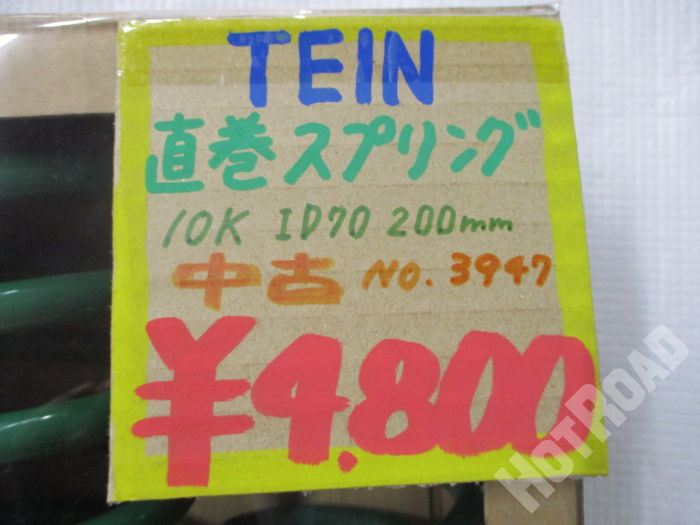 TEIN
直巻スプリング
10K ID70 200mm
中古 No. 3947
¥4.800
HOTROAD